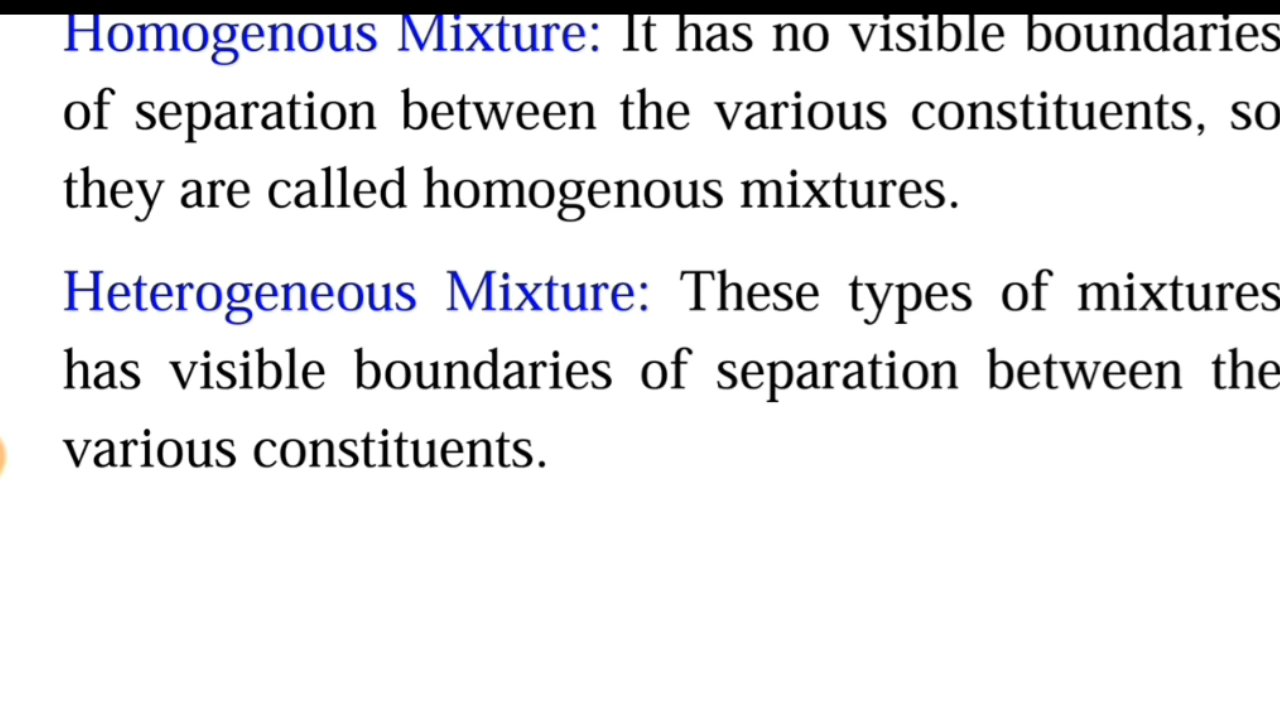 Homogenous Mixture: It has no visible boundaries
of separation between the various constituents, so
they are called homogenous mixtures.
Heterogeneous Mixture: These types of mixtures
has visible boundaries of separation between the
various constituents.